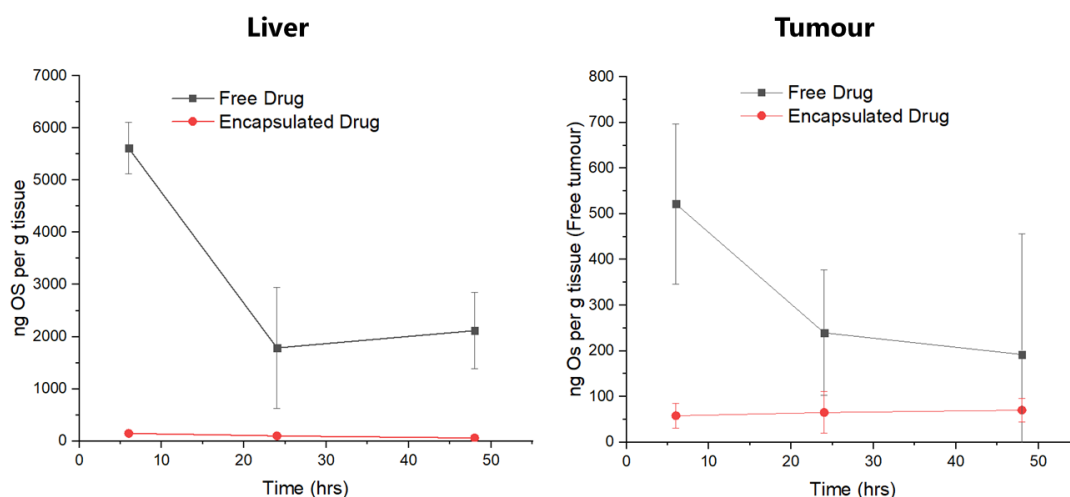 Liver
7000
6000
5000
4000
3000
2000
1000
0
ng OS per g tissue
Free Drug
Encapsulated Drug
0 10 20 30 40 50
Time (hrs)
Tumour
800
700
600
500
400
300
200
100
0
ng Os per g tissue (Free tumour)
Free Drug
Encapsulated Drug
0 10 20 30 40 50
Time (hrs)